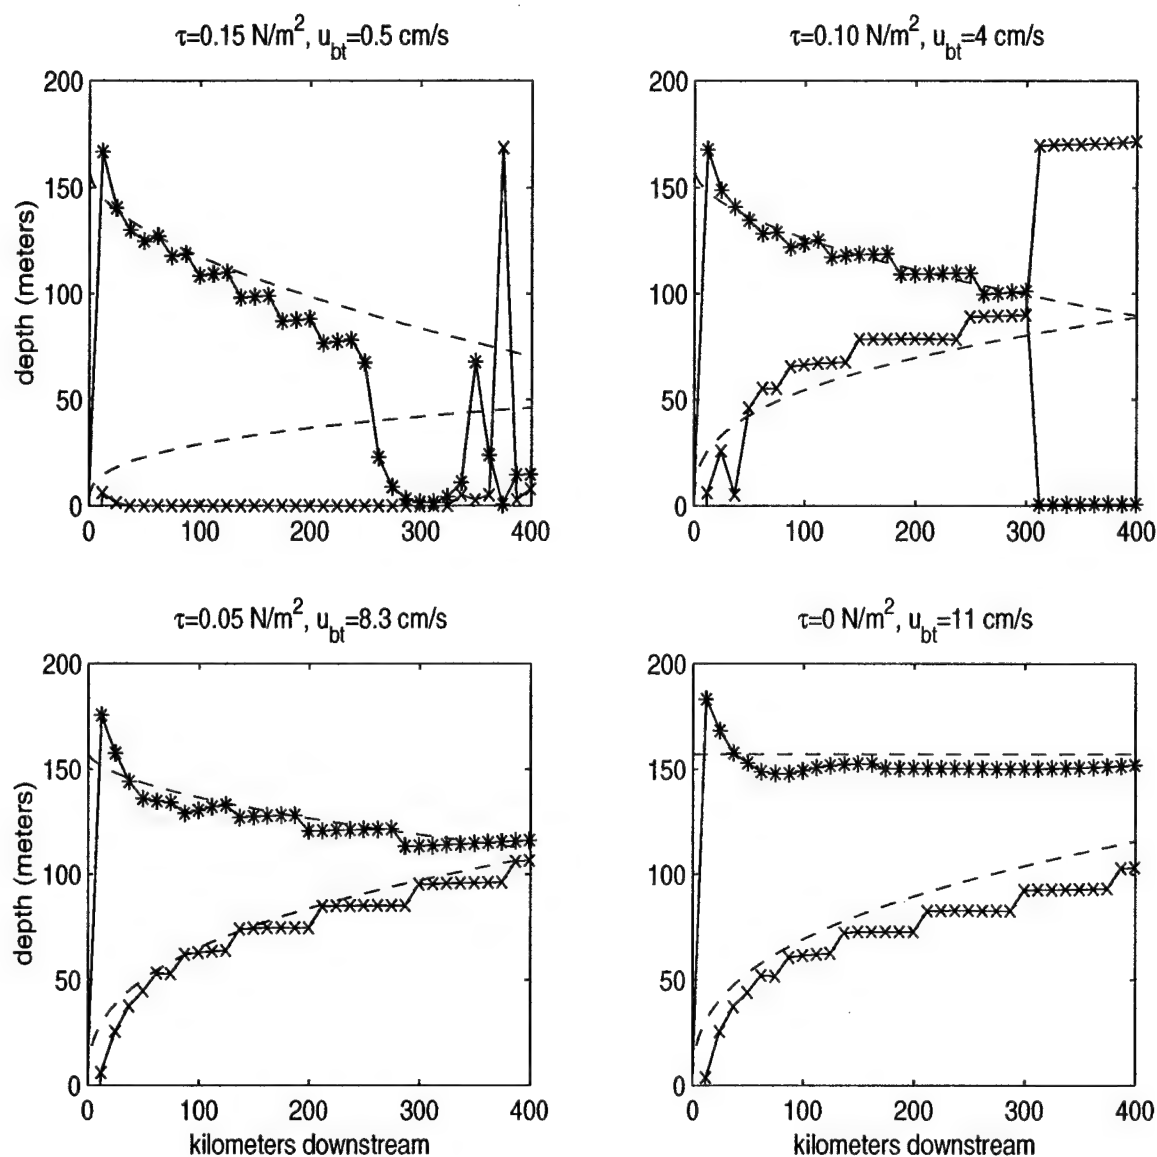 τ=0.15 N/m², u_bt=0.5 cm/s
τ=0.10 N/m², u_bt=4 cm/s
200
150
100
50
0
depth (meters)
0 100 200 300 400
200
150
100
50
0
0 100 200 300 400
τ=0.05 N/m², u_bt=8.3 cm/s
τ=0 N/m², u_bt=11 cm/s
200
150
100
50
0
depth (meters)
0 100 200 300 400
kilometers downstream
200
150
100
50
0
0 100 200 300 400
kilometers downstream